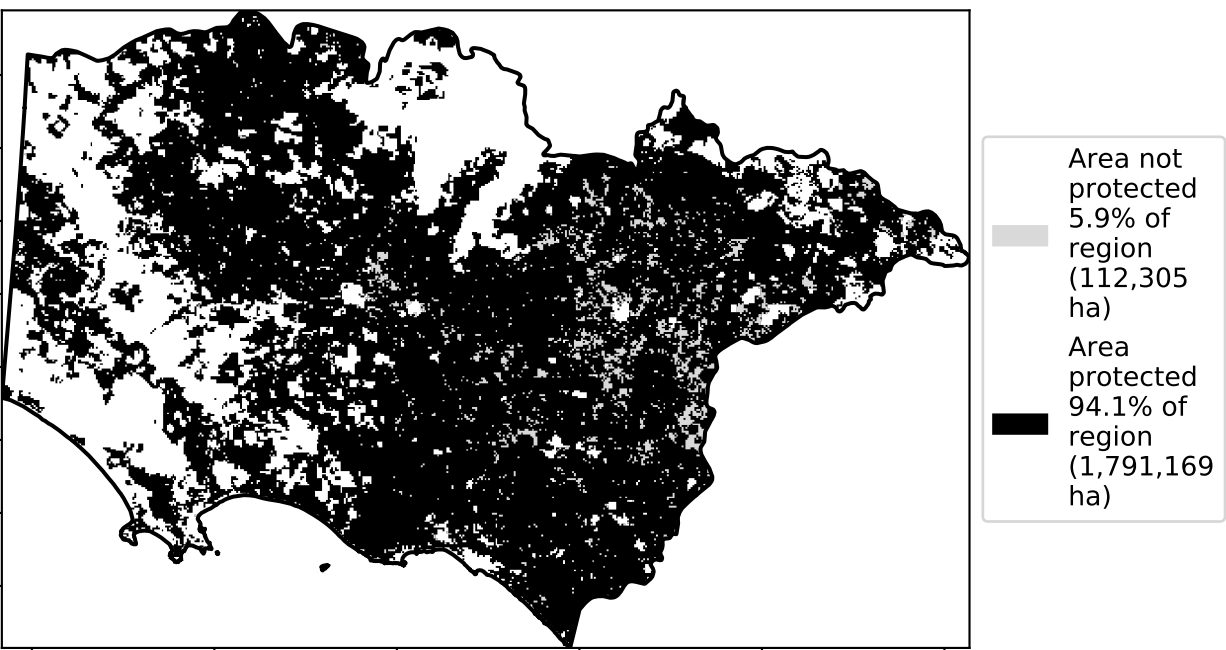 Area not
protected
5.9% of
region
(112,305
ha)
Area
protected
94.1% of
region
(1,791,169
ha)